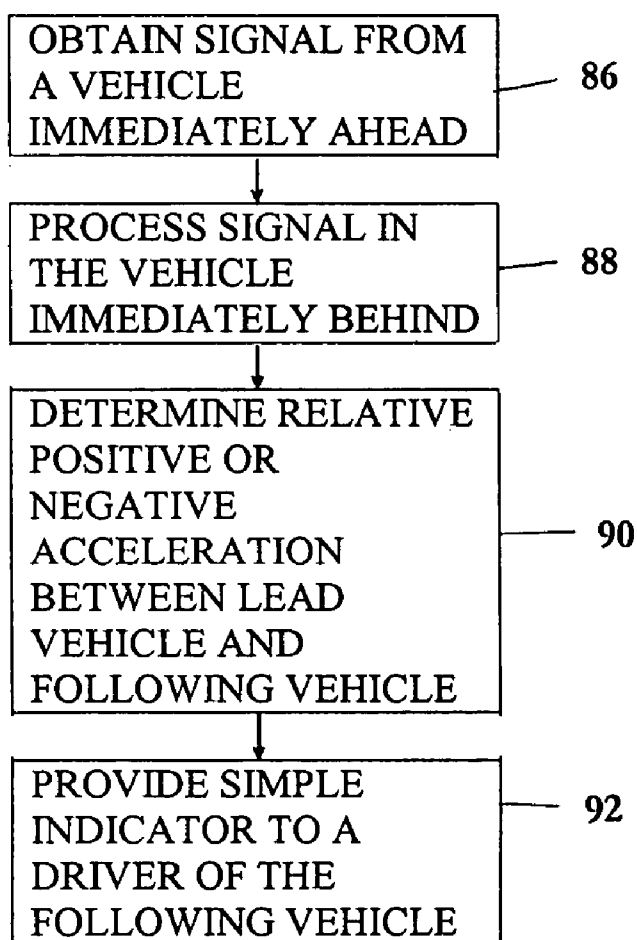 OBTAIN SIGNAL FROM
A VEHICLE
IMMEDIATELY AHEAD
86
PROCESS SIGNAL IN
THE VEHICLE
IMMEDIATELY BEHIND
88
DETERMINE RELATIVE
POSITIVE OR
NEGATIVE
ACCELERATION
BETWEEN LEAD
VEHICLE AND
FOLLOWING VEHICLE
90
PROVIDE SIMPLE
INDICATOR TO A
DRIVER OF THE
FOLLOWING VEHICLE
92